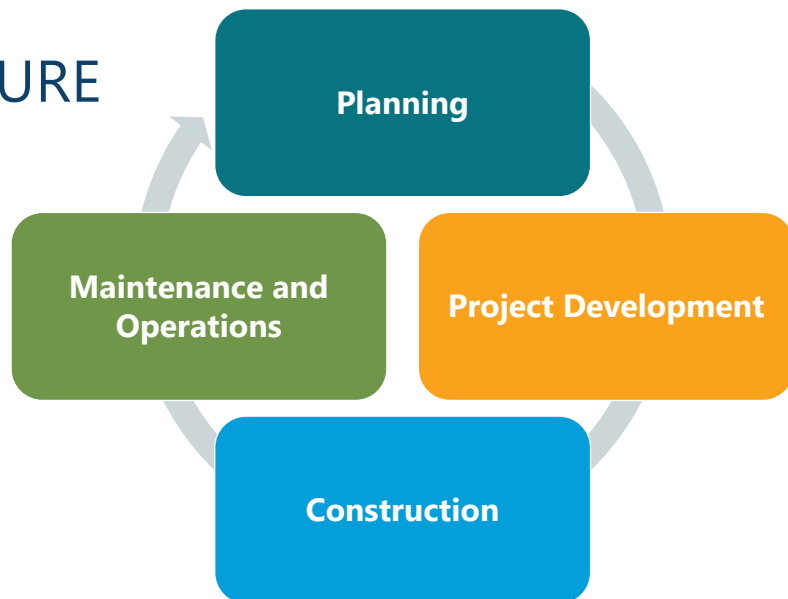 URE
Planning
Maintenance and
Operations
Project Development
Construction